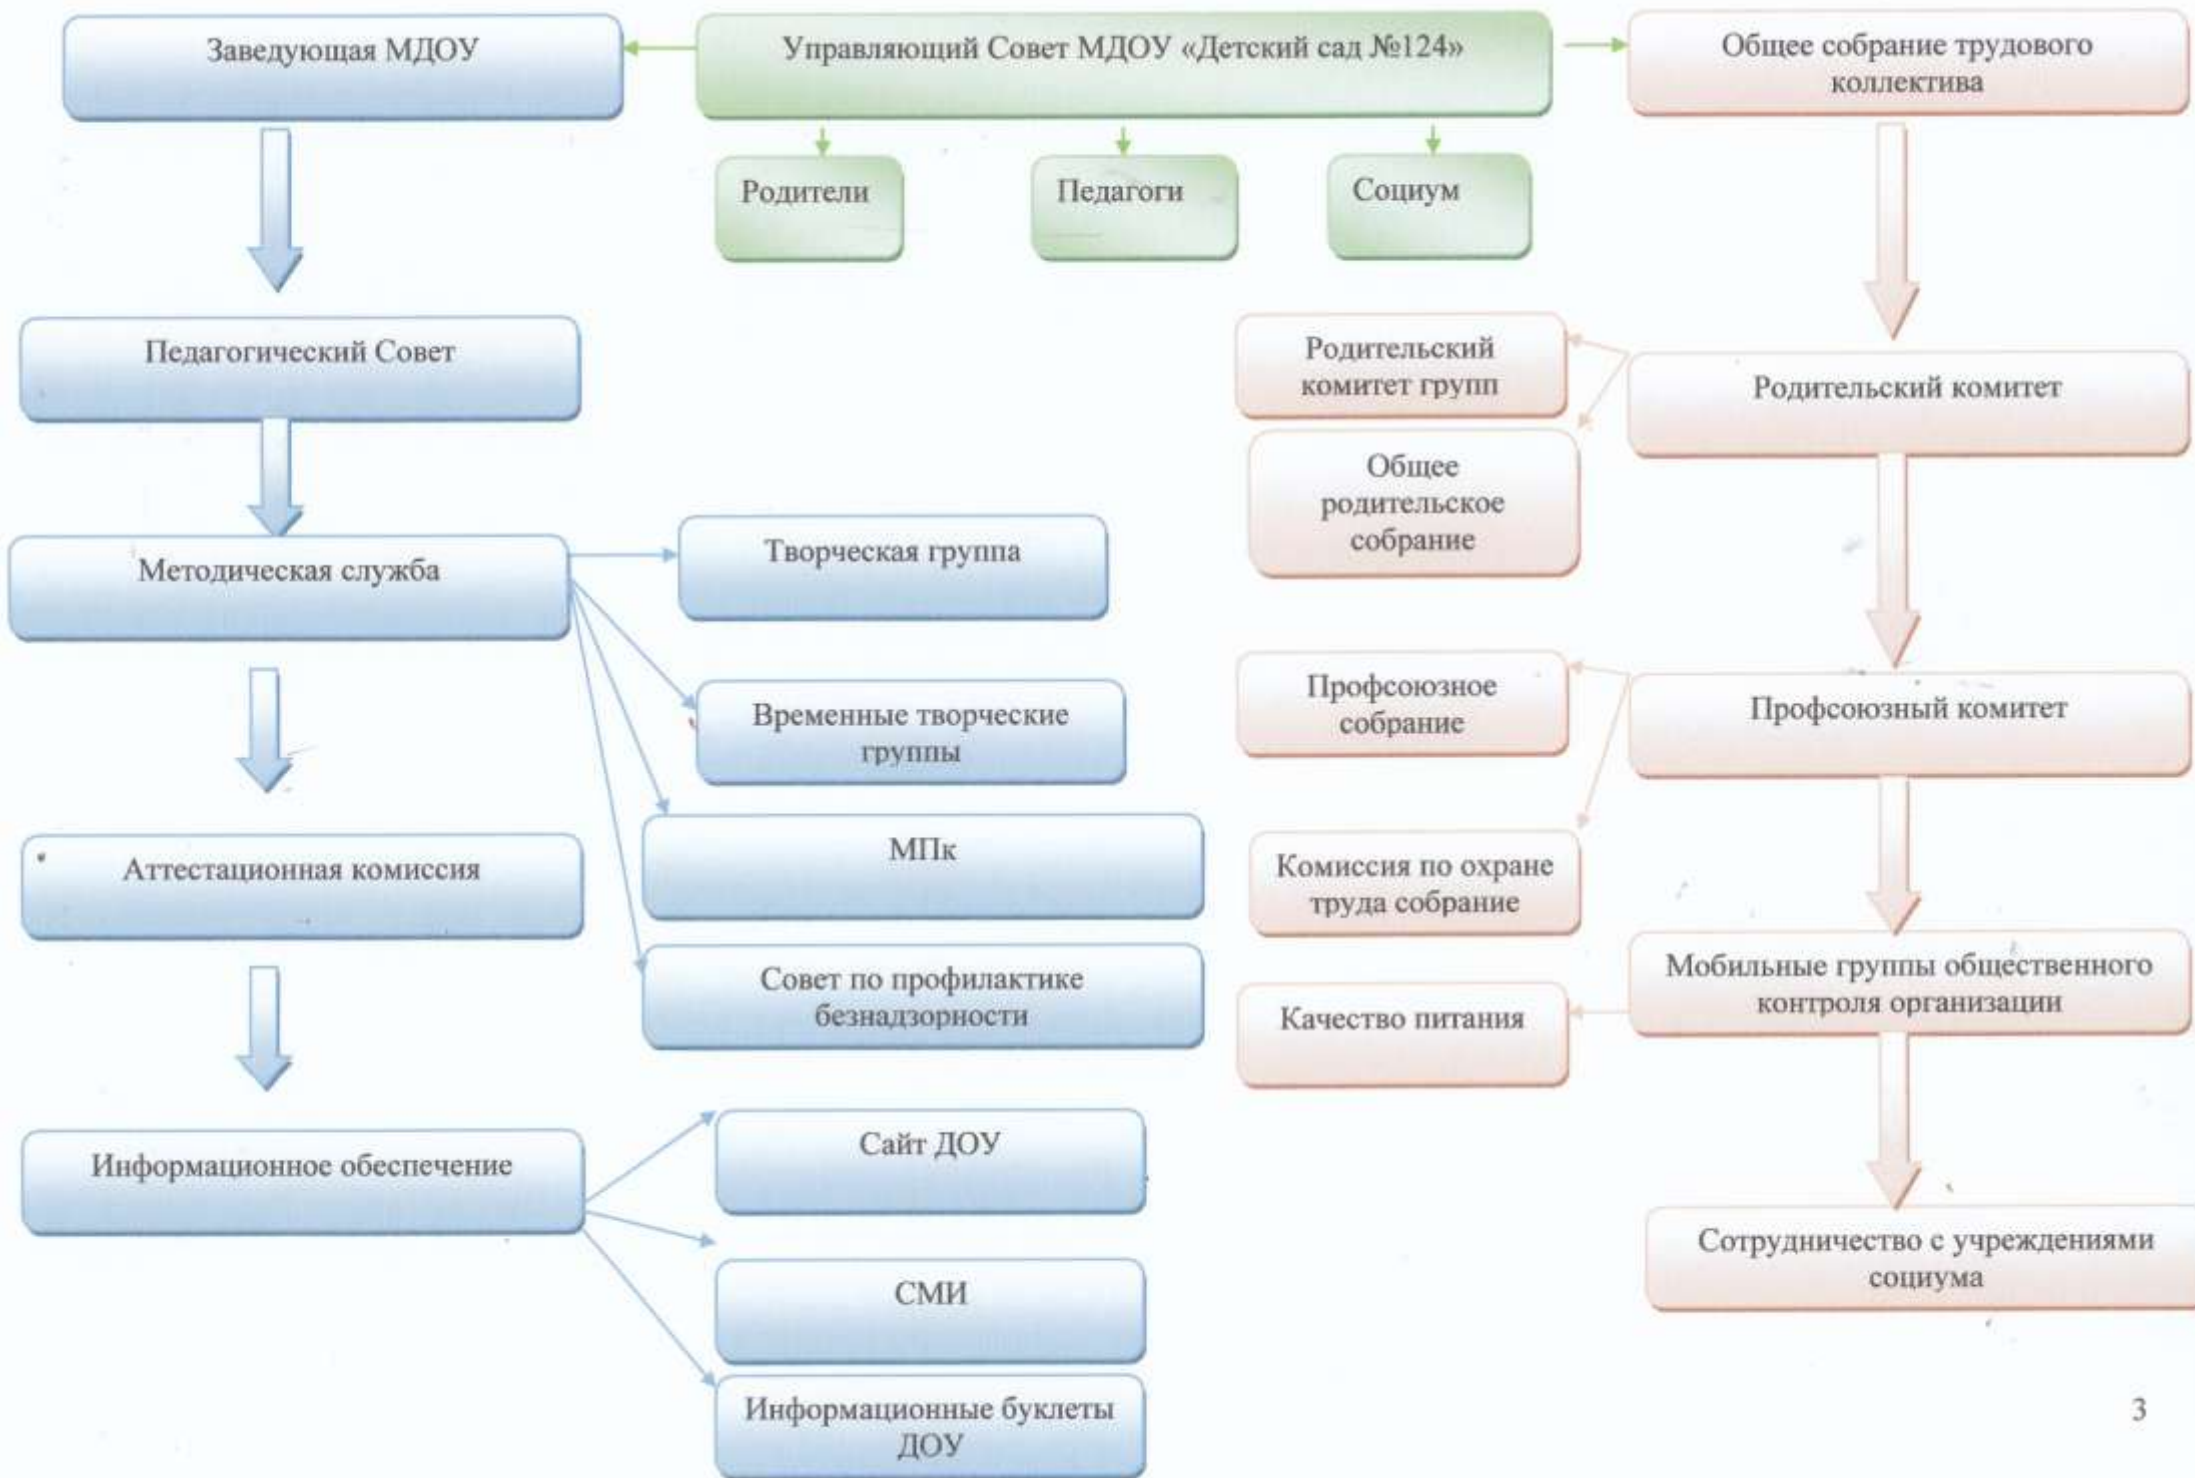 Заведующая МДОУ
Управляющий Совет МДОУ «Детский сад №124»
Общее собрание трудового
коллектива
Родители
Педагоги
Социум
Педагогический Совет
Родительский
комитет групп
Родительский комитет
Общее
родительское
собрание
Методическая служба
Творческая группа
Временные творческие
группы
Профсоюзное
собрание
Профсоюзный комитет
МПк
Аттестационная комиссия
Комиссия по охране
труда собрание
Совет по профилактике
безнадзорности
Мобильные группы общественного
контроля организации
Качество питания
Информационное обеспечение
Сайт ДОУ
СМИ
Информационные буклеты
ДОУ
Сотрудничество с учреждениями
социума
3